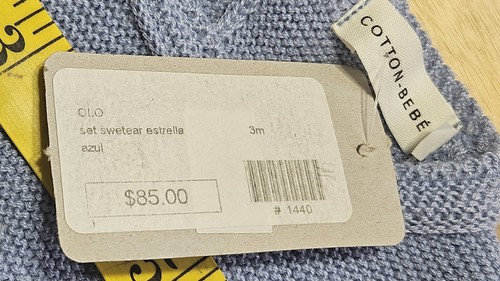 COTTON-BEBÉ
CLO
set swetear estrella
3m
azul
$85.00
# 1440